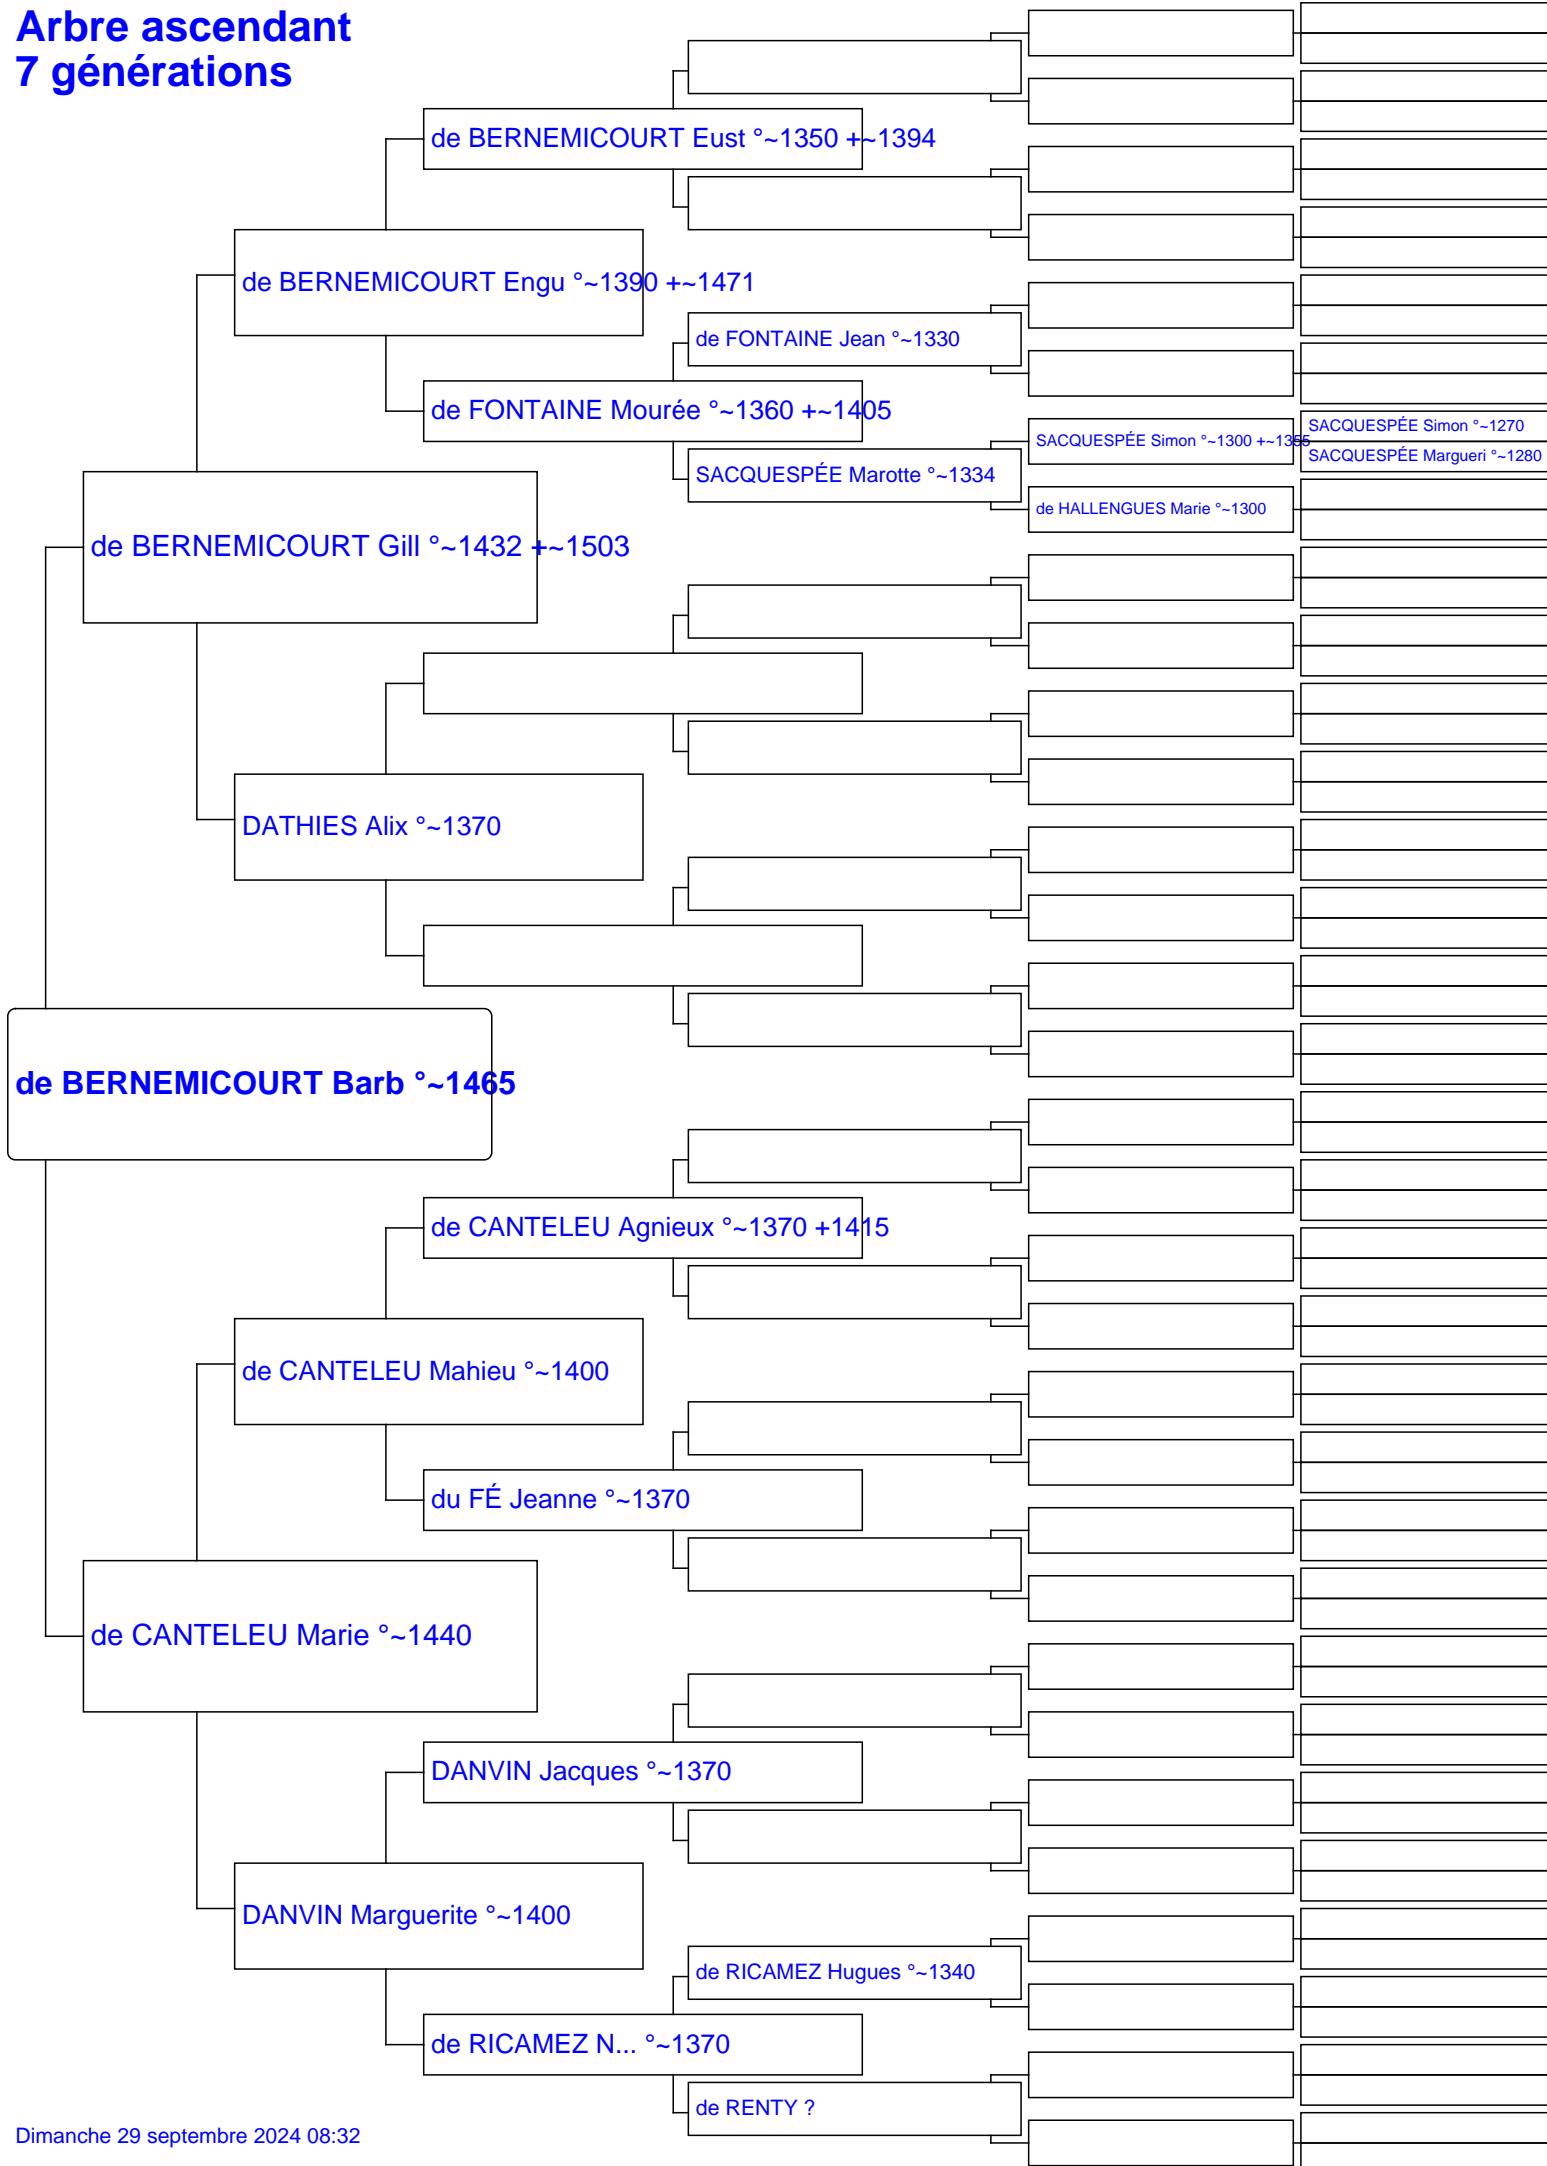 Arbre ascendant
7 générations
de BERNEMICOURT Eust °~1350 +~1394
de BERNEMICOURT Engu °~1390 +~1471
de FONTAINE Jean °~1330
de FONTAINE Mourée °~1360 +~1405
SACQUESPÉE Simon °~1270
SACQUESPÉE Simon °~1300 +~1355
SACQUESPÉE Margueri °~1280
SACQUESPÉE Marotte °~1334
de HALLENGUES Marie °~1300
de BERNEMICOURT Gill °~1432 +~1503
DATHIES Alix °~1370
de BERNEMICOURT Barb °~1465
de CANTELEU Agnieux °~1370 +1415
de CANTELEU Mahieu °~1400
du FÉ Jeanne °~1370
de CANTELEU Marie °~1440
DANVIN Jacques °~1370
DANVIN Marguerite °~1400
de RICAMEZ Hugues °~1340
de RICAMEZ N... °~1370
de RENTY ?
Dimanche 29 septembre 2024 08:32